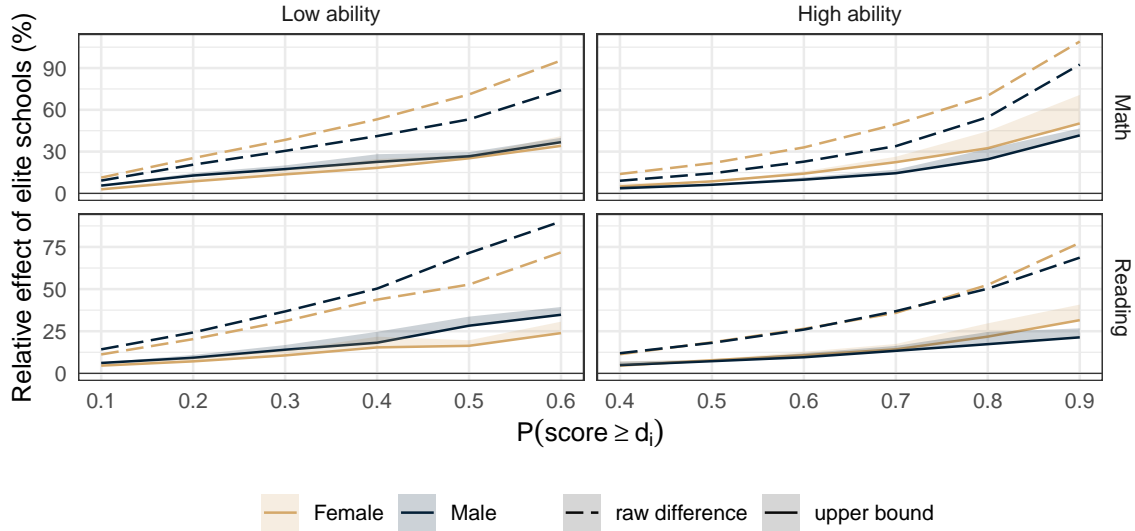 Low ability High ability
Relative effect of elite schools (%)
90
60
30
0
Math
75
50
25
0
Reading
0.1 0.2 0.3 0.4 0.5 0.6 0.4 0.5 0.6 0.7 0.8 0.9
P(score ≥ dᵢ)
Female Male raw difference upper bound